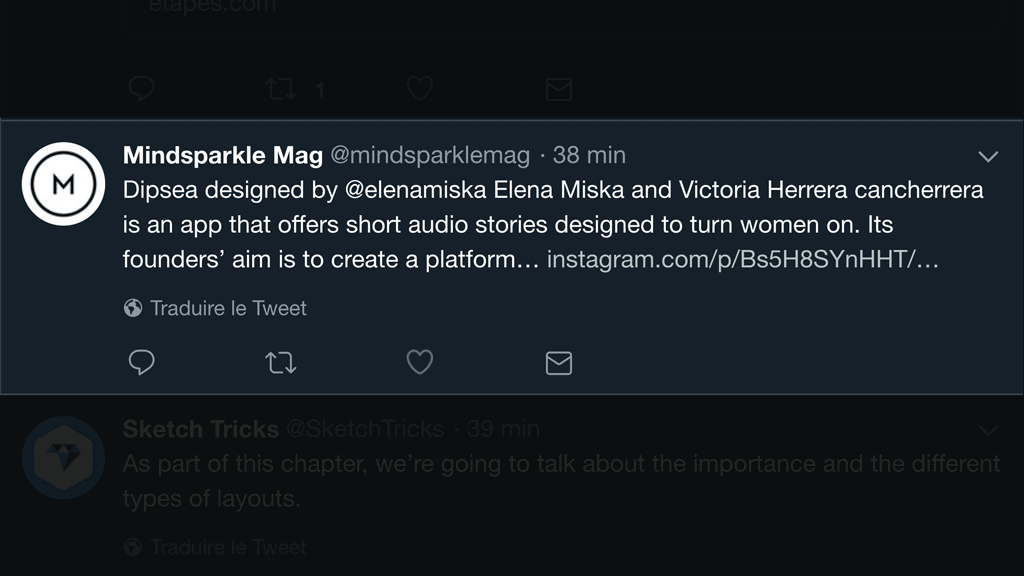 etapes.com
1
Mindsparkle Mag @mindsparklemag · 38 min
M
Dipsea designed by @elenamiska Elena Miska and Victoria Herrera cancherrera
is an app that offers short audio stories designed to turn women on. Its
founders’ aim is to create a platform… instagram.com/p/Bs5H8SYnHHT/…
Traduire le Tweet
Sketch Tricks @SketchTricks · 39 min
As part of this chapter, we’re going to talk about the importance and the different
types of layouts.
Traduire le Tweet